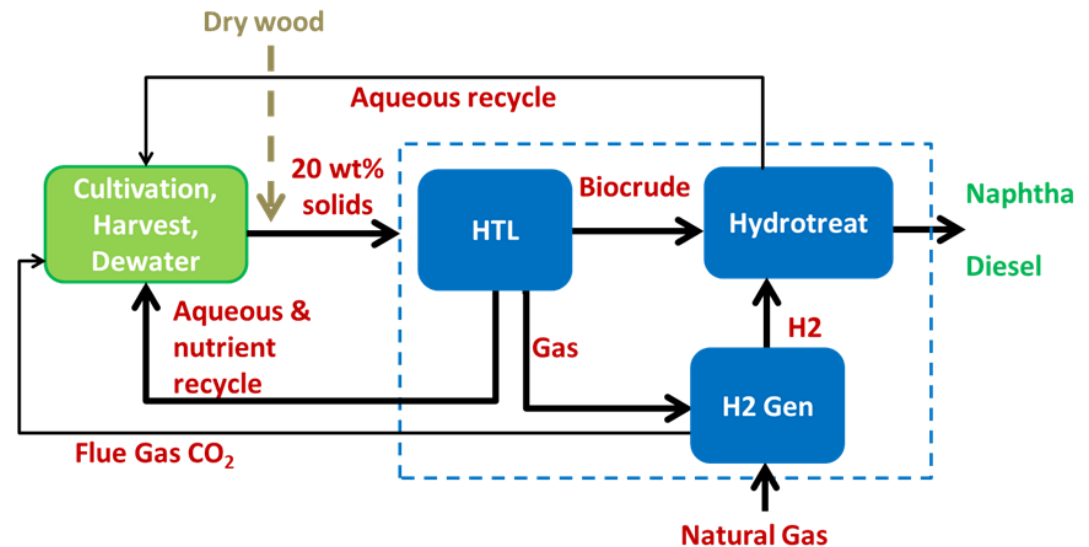 Dry wood
Aqueous recycle
Cultivation,
Harvest,
Dewater
20 wt%
solids
HTL
Biocrude
Hydrotreat
Naphtha
Diesel
Aqueous &
nutrient
recycle
Gas
H2
H2 Gen
Flue Gas CO₂
Natural Gas